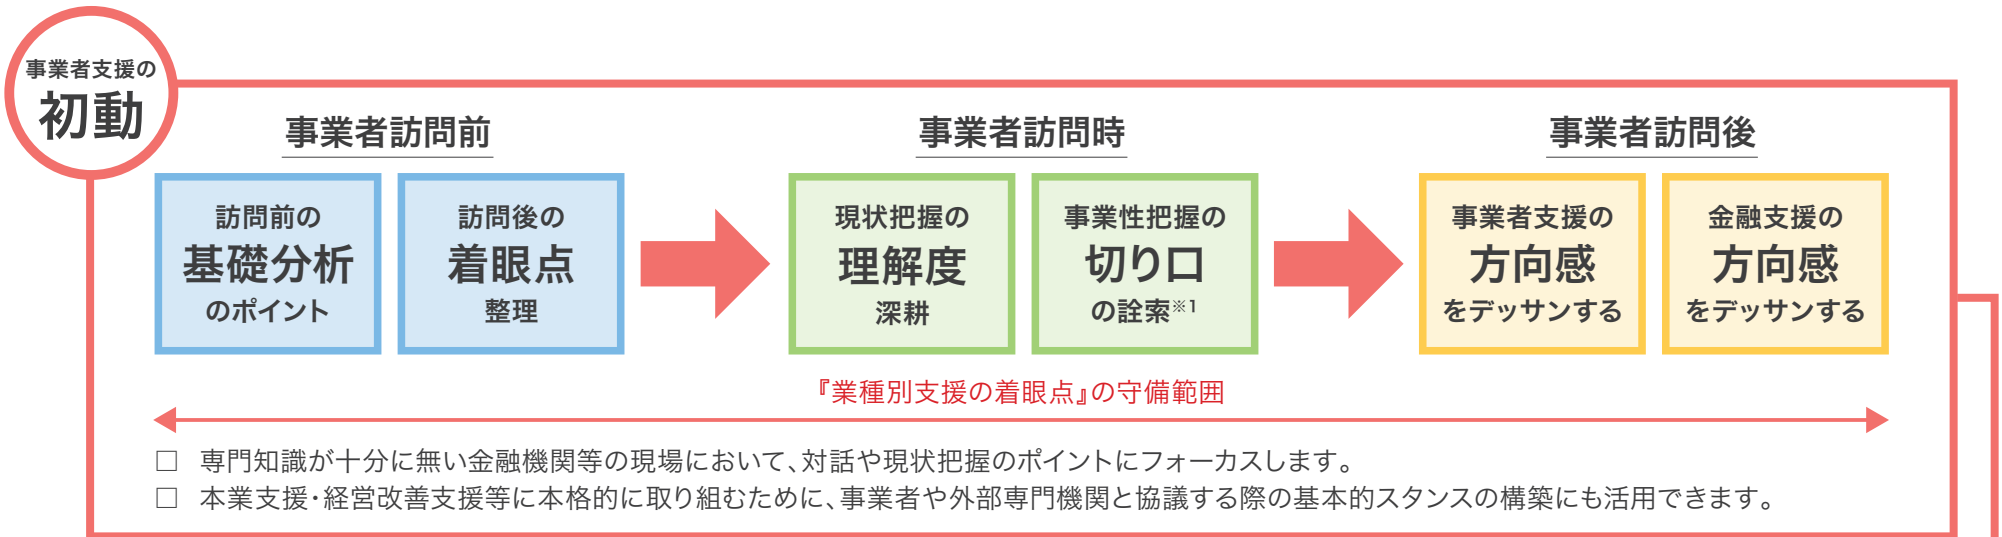 事業者支援の
初動
事業者訪問前
訪問前の
基礎分析
のポイント
訪問後の
着眼点
整理
事業者訪問時
現状把握の
理解度
深耕
事業性把握の
切り口
の詮索※1
事業者訪問後
事業者支援の
方向感
をデッサンする
金融支援の
方向感
をデッサンする
『業種別支援の着眼点』の守備範囲
□ 専門知識が十分に無い金融機関等の現場において、対話や現状把握のポイントにフォーカスします。
□ 本業支援・経営改善支援等に本格的に取り組むために、事業者や外部専門機関と協議する際の基本的スタンスの構築にも活用できます。